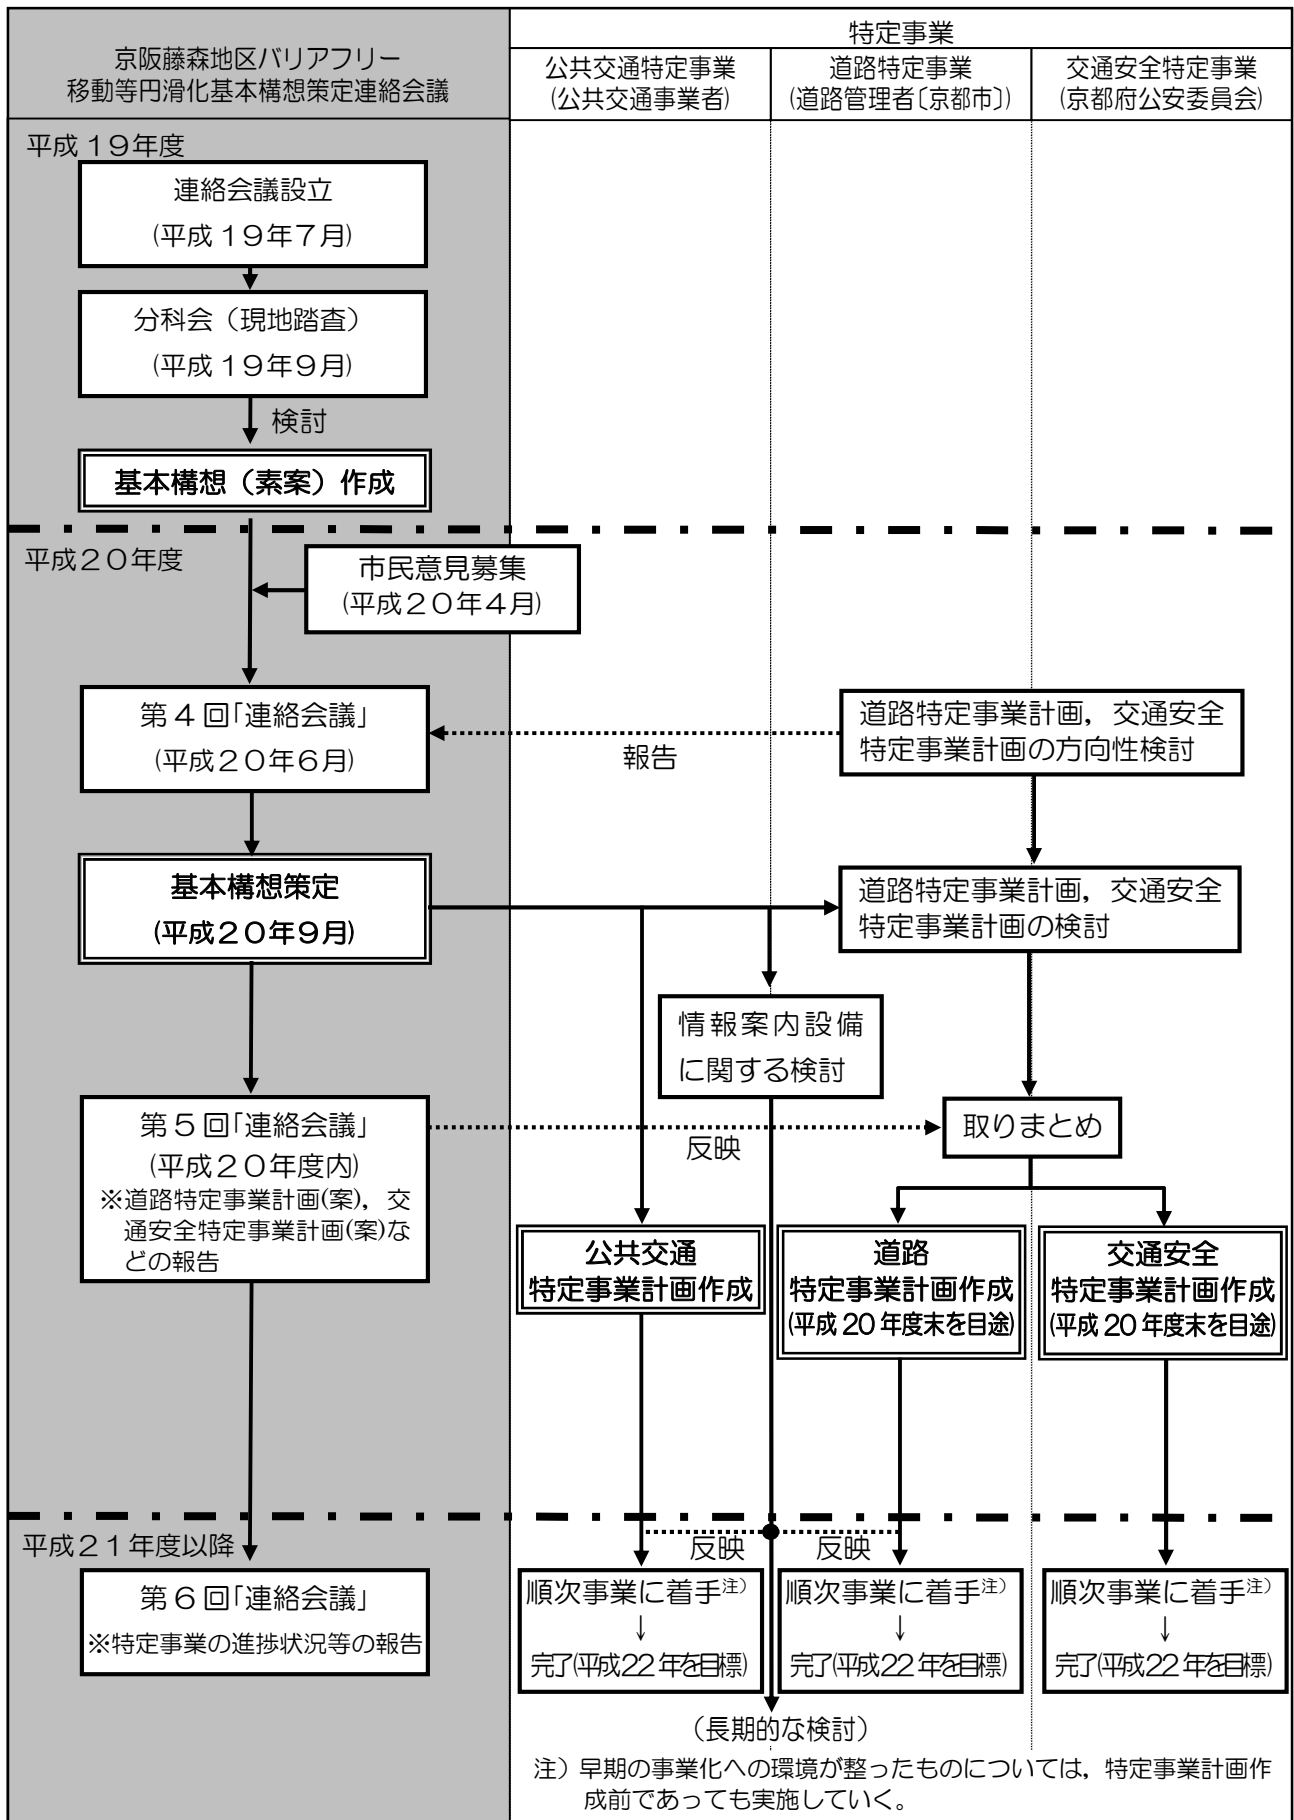 京阪藤森地区バリアフリー
移動等円滑化基本構想策定連絡会議
特定事業
公共交通特定事業
(公共交通事業者)
道路特定事業
(道路管理者〔京都市〕)
交通安全特定事業
(京都府公安委員会)
平成19年度
連絡会議設立
(平成19年7月)
分科会（現地踏査）
(平成19年9月)
検討
基本構想（素案）作成
平成20年度
市民意見募集
(平成20年4月)
第4回「連絡会議」
(平成20年6月)
道路特定事業計画，交通安全
特定事業計画の方向性検討
報告
基本構想策定
(平成20年9月)
道路特定事業計画，交通安全
特定事業計画の検討
情報案内設備
に関する検討
第5回「連絡会議」
(平成20年度内)
※道路特定事業計画(案)，交
通安全特定事業計画(案)な
どの報告
反映
取りまとめ
公共交通
特定事業計画作成
道路
特定事業計画作成
(平成20年度末を目途)
交通安全
特定事業計画作成
(平成20年度末を目途)
平成21年度以降
反映
反映
第6回「連絡会議」
※特定事業の進捗状況等の報告
順次事業に着手注）
↓
完了(平成22年を目標)
順次事業に着手注）
↓
完了(平成22年を目標)
順次事業に着手注）
↓
完了(平成22年を目標)
（長期的な検討）
注）早期の事業化への環境が整ったものについては，特定事業計画作
成前であっても実施していく。